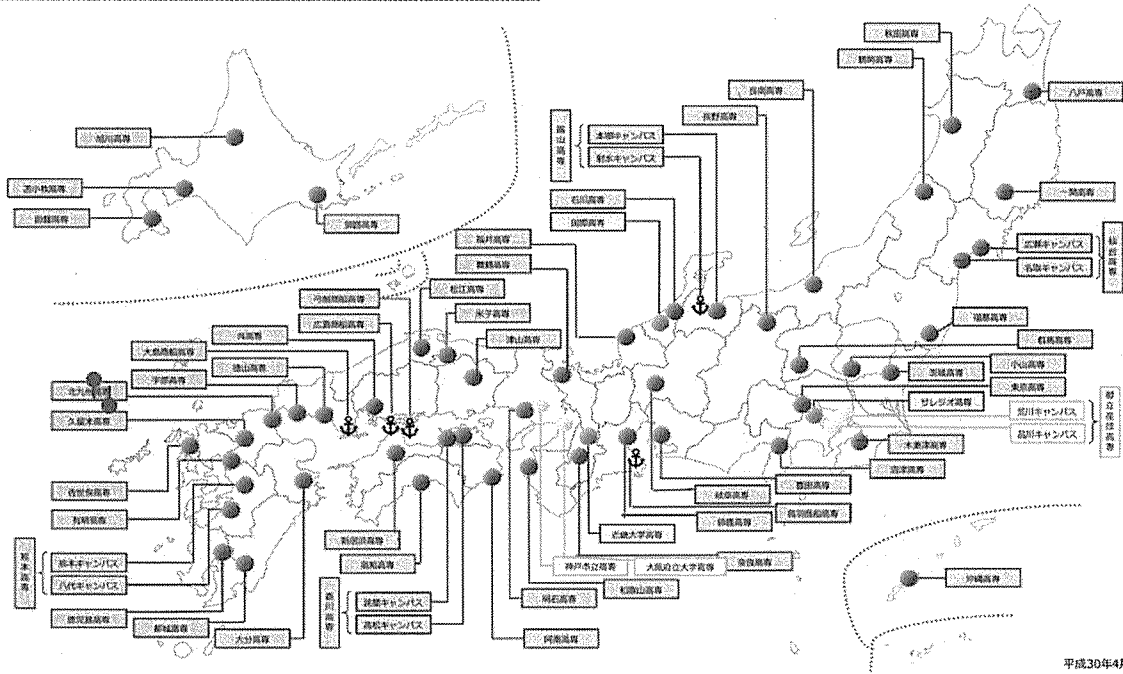 旭川高専
苫小牧高専
函館高専
釧路高専
秋田高専
鶴岡高専
長岡高専
長野高専
八戸高専
一関高専
富山高専
本郷キャンパス
射水キャンパス
石川高専
国際高専
福井高専
舞鶴高専
広瀬キャンパス
名取キャンパス
仙台高専
福島高専
群馬高専
小山高専
茨城高専
東京高専
サレジオ高専
荒川キャンパス
品川キャンパス
都立産技高専
木更津高専
沼津高専
豊田高専
岐阜高専
鳥羽商船高専
鈴鹿高専
近畿大学高専
奈良高専
神戸市立高専
大阪府立大学高専
和歌山高専
明石高専
阿南高専
松江高専
米子高専
津山高専
弓削商船高専
広島商船高専
呉高専
大島商船高専
徳山高専
宇部高専
北九州高専
久留米高専
佐世保高専
有明高専
熊本高専
熊本キャンパス
八代キャンパス
鹿児島高専
都城高専
大分高専
新居浜高専
高知高専
香川高専
詫間キャンパス
高松キャンパス
沖縄高専
平成30年4月